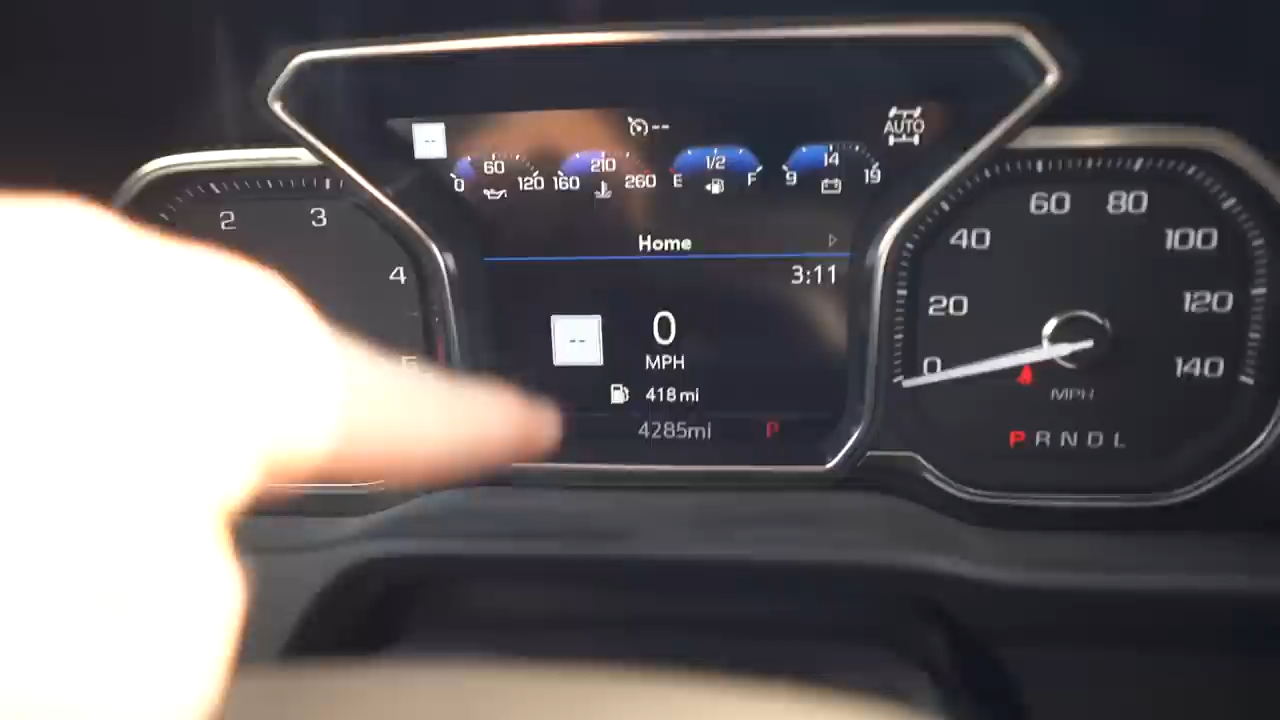 -- -- AUTO
0 60 120 160 210 260 E 1/2 F 9 14 19
Home
3:11
-- 0
MPH
418 mi
4285mi P
2 3 4 5
0 20 40 60 80 100 120 140
MPH
P R N D L